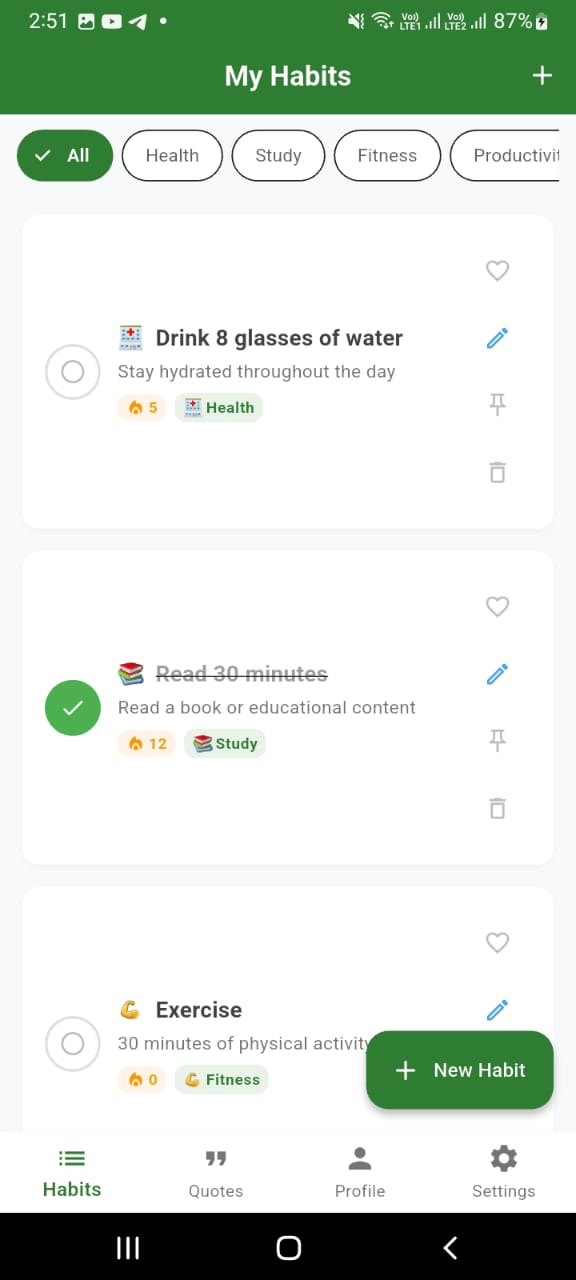 2:51
Vo)) LTE1
Vo)) LTE2
87%
My Habits
All
Health
Study
Fitness
Productivit
Drink 8 glasses of water
Stay hydrated throughout the day
5
Health
Read 30 minutes
Read a book or educational content
12
Study
Exercise
30 minutes of physical activity
0
Fitness
New Habit
Habits
Quotes
Profile
Settings